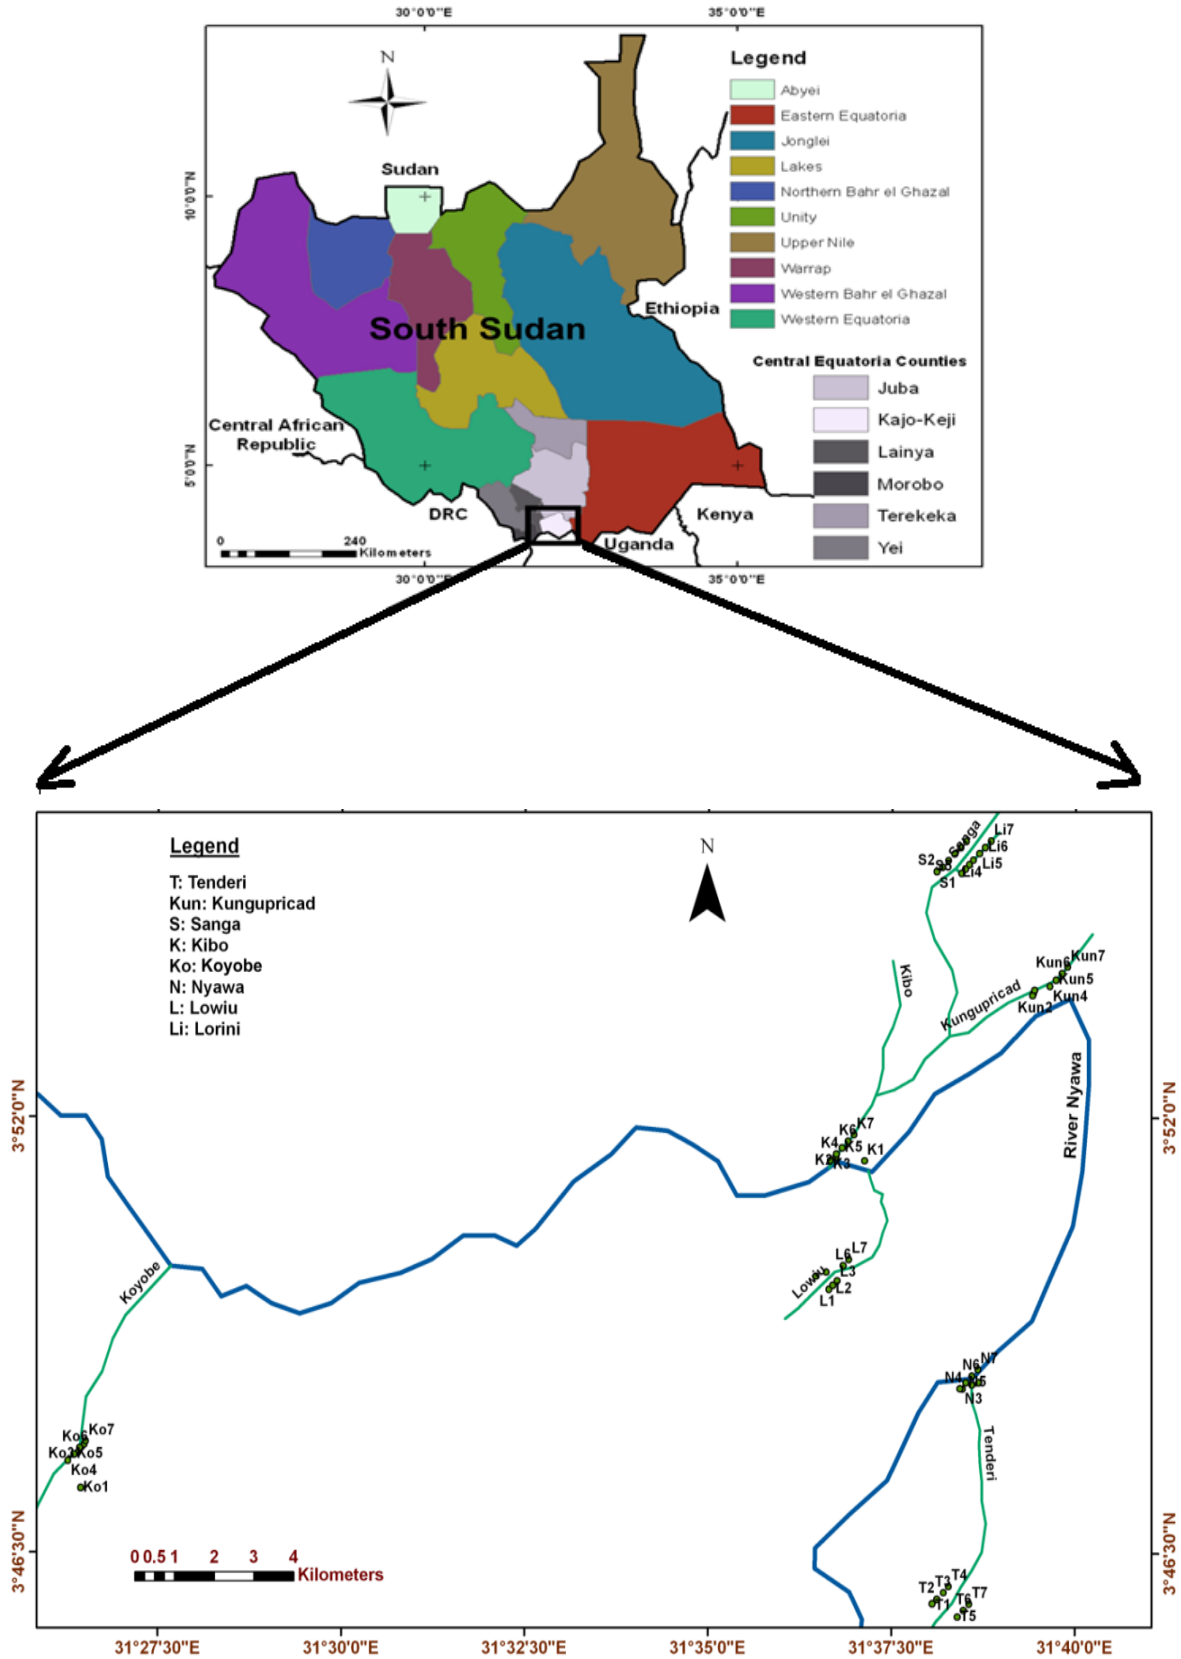 30°0'0"E
35°0'0"E
N
Legend
Abyei
Eastern Equatoria
Jonglei
Lakes
Northern Bahr el Ghazal
Unity
Upper Nile
Warrap
Western Bahr el Ghazal
Western Equatoria
Central Equatoria Counties
Juba
Kajo-Keji
Lainya
Morobo
Terekeka
Yei
10°0'0"N
5°0'0"N
Sudan
Ethiopia
South Sudan
Central African
Republic
DRC
Kenya
Uganda
0 240
Kilometers
30°0'0"E
35°0'0"E
Legend
T: Tenderi
Kun: Kungupricad
S: Sanga
K: Kibo
Ko: Koyobe
N: Nyawa
L: Lowiu
Li: Lorini
N
Sanga
Li7
Li6
Li5
Li4
S2
S1
Kibo
Kungupricad
Kun7
Kun6
Kun5
Kun4
Kun2
River Nyawa
3°52'0"N
3°52'0"N
K7
K6
K5
K4
K3
K2
K1
Koyobe
Lowiu
L7
L6
L3
L2
L1
N7
N6
N5
N4
N3
Tenderi
Ko7
Ko6
Ko5
Ko3
Ko4
Ko1
3°46'30"N
3°46'30"N
0 0.5 1 2 3 4
Kilometers
T4
T3
T2
T1
T7
T6
T5
31°27'30"E
31°30'0"E
31°32'30"E
31°35'0"E
31°37'30"E
31°40'0"E